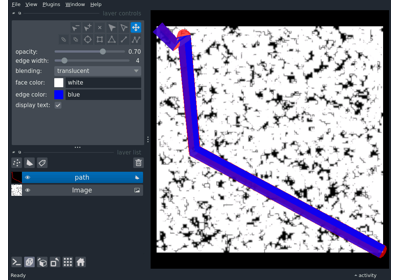 File View Plugins Window Help
layer controls
opacity: 0.70
edge width: 4
blending: translucent
face color: white
edge color: blue
display text:
layer list
path
Image
Ready
activity